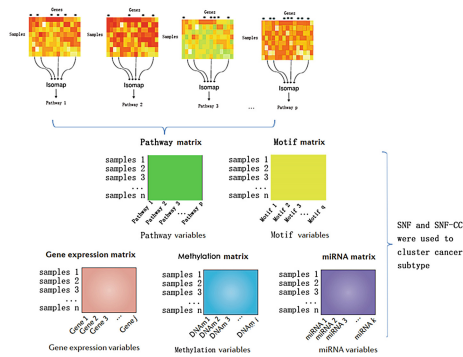 Genes Genes Genes Genes
Samples Samples Samples Samples
Isomap Isomap Isomap Isomap
Pathway 1 Pathway 2 Pathway 3 ... Pathway p
Pathway matrix Motif matrix
samples 1 samples 1
samples 2 samples 2
samples 3 samples 3
... ...
samples n samples n
Pathway 1 Pathway 2 Pathway 3 ... Pathway p Motif 1 Motif 2 Motif 3 ... Motif q
Pathway variables Motif variables
SNF and SNF-CC
were used to
cluster cancer
subtype
Gene expression matrix Methylation matrix miRNA matrix
samples 1 samples 1 samples 1
samples 2 samples 2 samples 2
samples 3 samples 3 samples 3
... ... ...
samples n samples n samples n
Gene 1 Gene 2 Gene 3 ... Gene j DNAm 1 DNAm 2 DNAm 3 ... DNAm i miRNA 1 miRNA 2 miRNA 3 ... miRNA k
Gene expression variables Methylation variables miRNA variables